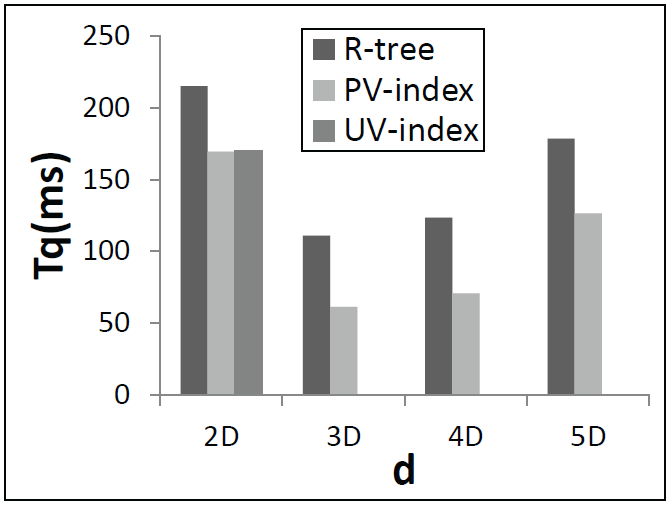 250
200
150
100
50
0
Tq(ms)
R-tree
PV-index
UV-index
2D 3D 4D 5D
d